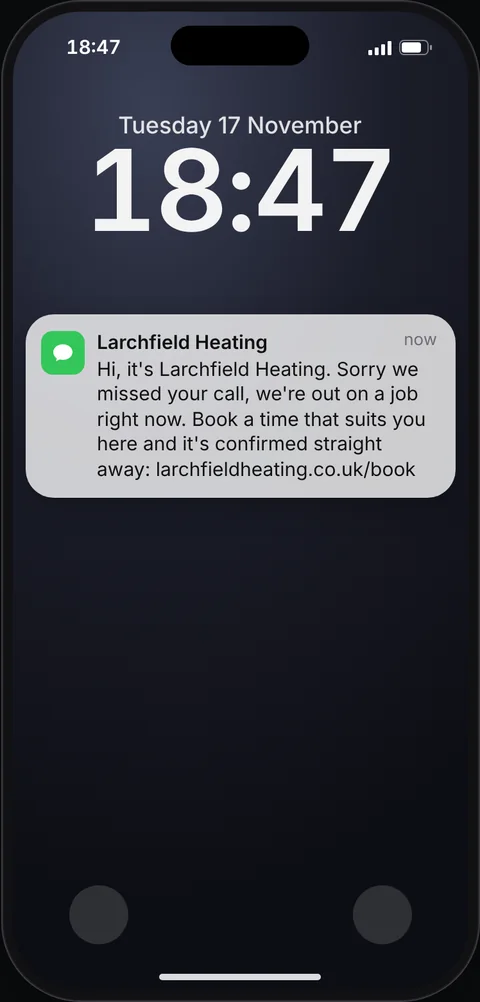 18:47
Tuesday 17 November
18:47
Larchfield Heating
now
Hi, it's Larchfield Heating. Sorry we
missed your call, we're out on a job
right now. Book a time that suits you
here and it's confirmed straight
away: larchfieldheating.co.uk/book